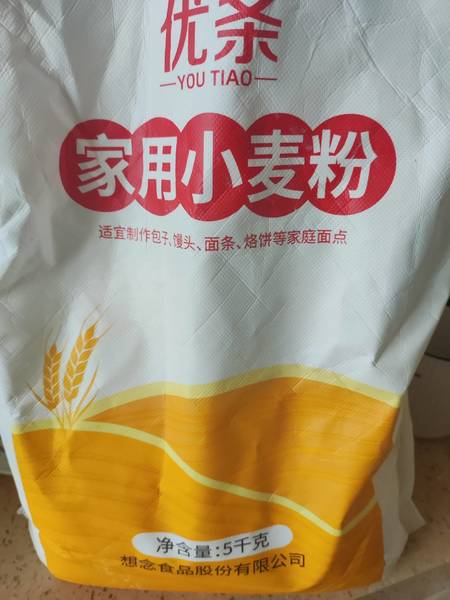 优条
YOU TIAO
家用小麦粉
适宜制作包子、馒头、面条、烙饼等家庭面点
净含量:5千克
想念食品股份有限公司